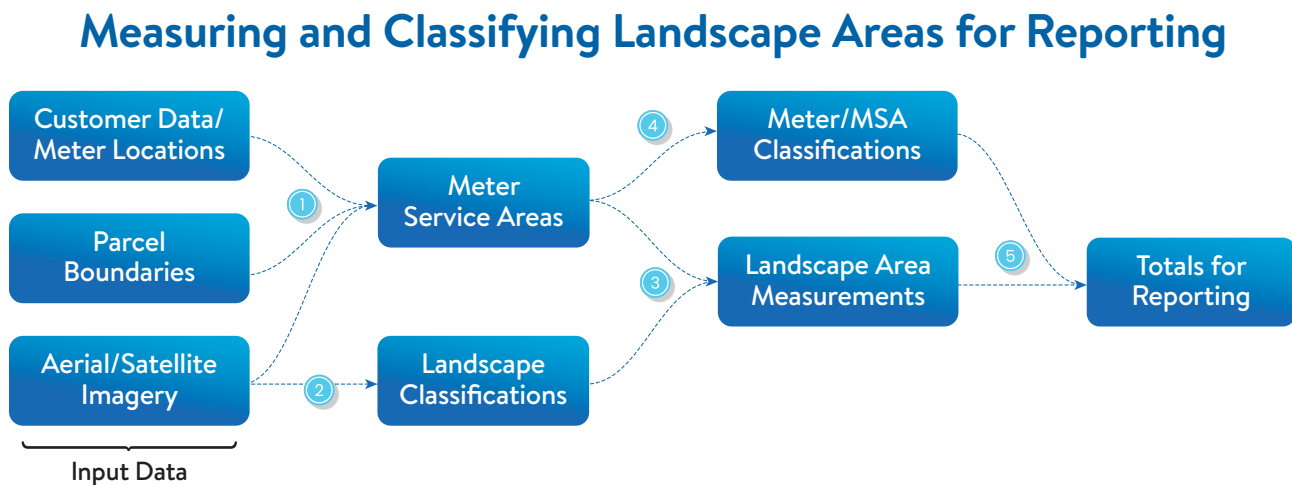 Measuring and Classifying Landscape Areas for Reporting
Customer Data/
Meter Locations
Parcel
Boundaries
Aerial/Satellite
Imagery
Input Data
1
2
Meter
Service Areas
Landscape
Classifications
4
3
Meter/MSA
Classifications
Landscape Area
Measurements
5
Totals for
Reporting